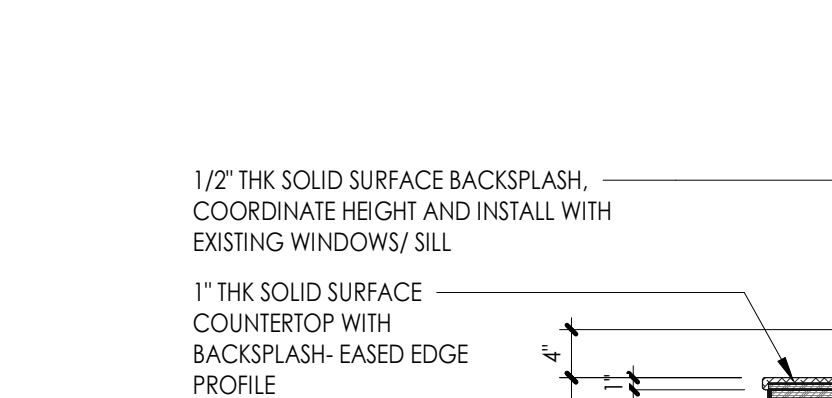 1/2" THK SOLID SURFACE BACKSPLASH,
COORDINATE HEIGHT AND INSTALL WITH
EXISTING WINDOWS/ SILL
1" THK SOLID SURFACE
COUNTERTOP WITH
BACKSPLASH- EASED EDGE
PROFILE
4"
1"